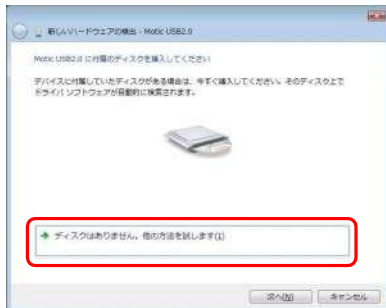 新しいハードウェアの検出 - Motic USB2.0
Motic USB2.0 に付属のディスクを挿入してください
デバイスに付属していたディスクがある場合は、今すぐ挿入してください。そのディスク上で
ドライバ ソフトウェアが自動的に検索されます。
ディスクはありません。他の方法を試します(I)
次へ(N)
キャンセル